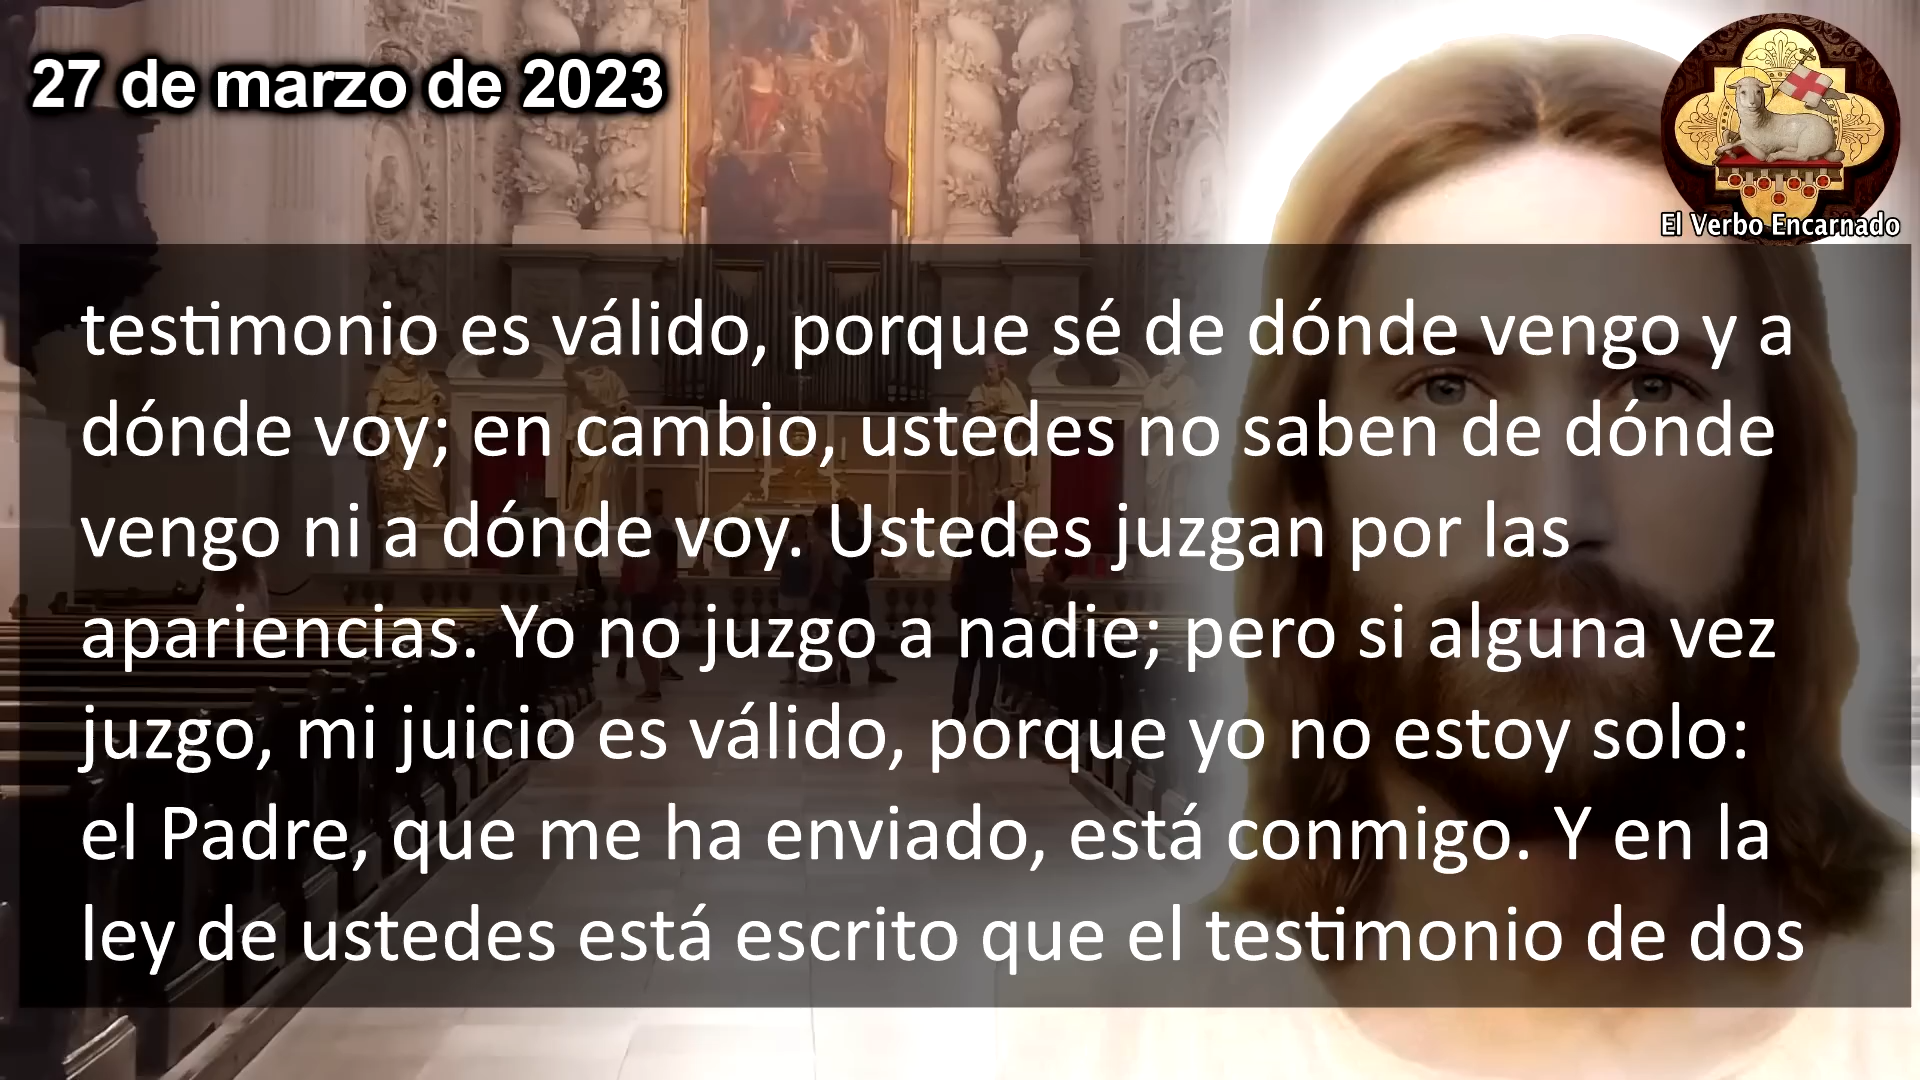 27 de marzo de 2023
El Verbo Encarnado
testimonio es válido, porque sé de dónde vengo y a
dónde voy; en cambio, ustedes no saben de dónde
vengo ni a dónde voy. Ustedes juzgan por las
apariencias. Yo no juzgo a nadie; pero si alguna vez
juzgo, mi juicio es válido, porque yo no estoy solo:
el Padre, que me ha enviado, está conmigo. Y en la
ley de ustedes está escrito que el testimonio de dos